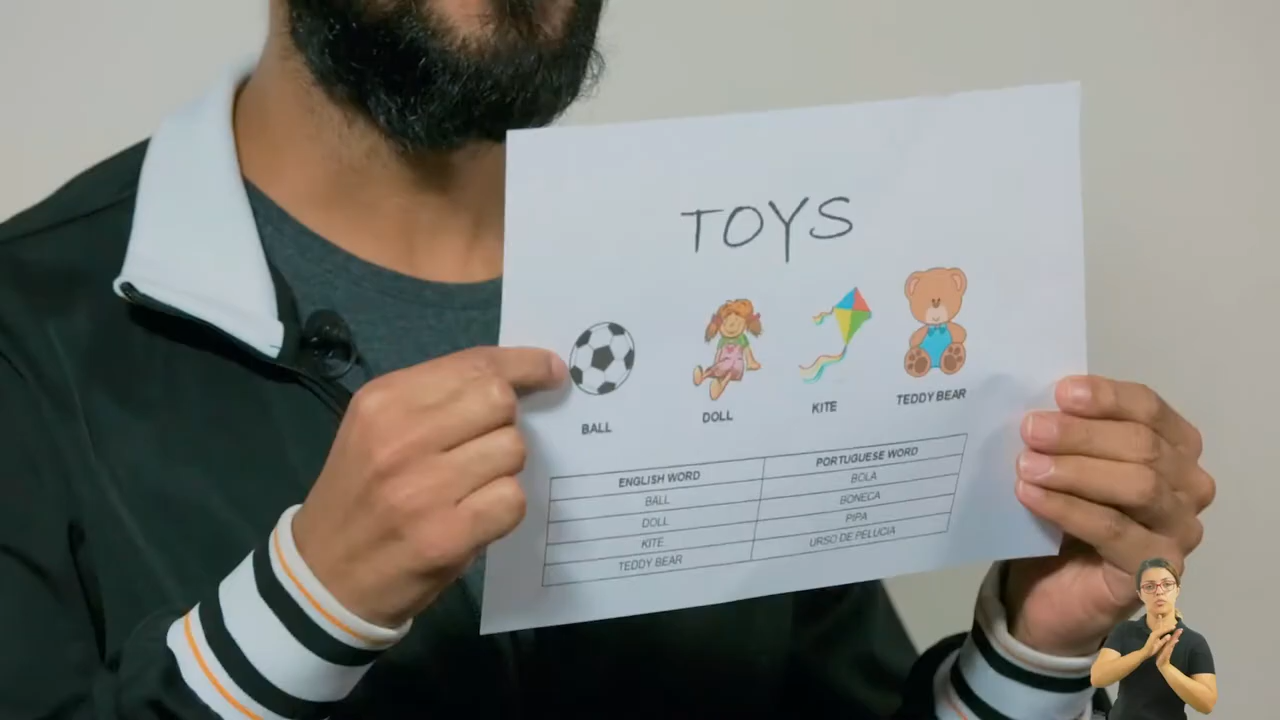 TOYS
BALL DOLL KITE TEDDY BEAR
ENGLISH WORD PORTUGUESE WORD
BALL BOLA
DOLL BONECA
KITE PIPA
TEDDY BEAR URSO DE PELUCIA